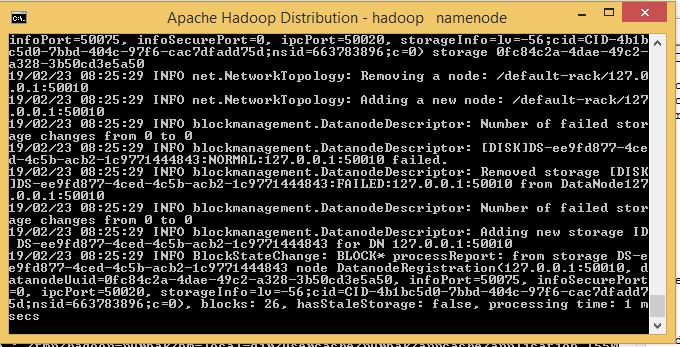 Apache Hadoop Distribution - hadoop namenode
infoPort=50075, infoSecurePort=0, ipcPort=50020, storageInfo=lv=-56;cid=CID-4b1b
c5d0-7bbd-404c-97f6-cac7dfadd75d;nsid=663783896;c=0) storage 0fc84c2a-4dae-49c2-
a328-3b50cd3e5a50
19/02/23 08:25:29 INFO net.NetworkTopology: Removing a node: /default-rack/127.0
.0.1:50010
19/02/23 08:25:29 INFO net.NetworkTopology: Adding a new node: /default-rack/127
.0.0.1:50010
19/02/23 08:25:29 INFO blockmanagement.DatanodeDescriptor: Number of failed stor
age changes from 0 to 0
19/02/23 08:25:29 INFO blockmanagement.DatanodeDescriptor: [DISK]DS-ee9fd877-4ce
d-4c5b-acb2-1c9771444843:NORMAL:127.0.0.1:50010 failed.
19/02/23 08:25:29 INFO blockmanagement.DatanodeDescriptor: Removed storage [DISK
]DS-ee9fd877-4ced-4c5b-acb2-1c9771444843:FAILED:127.0.0.1:50010 from DataNode127
.0.0.1:50010
19/02/23 08:25:29 INFO blockmanagement.DatanodeDescriptor: Number of failed stor
age changes from 0 to 0
19/02/23 08:25:29 INFO blockmanagement.DatanodeDescriptor: Adding new storage ID
DS-ee9fd877-4ced-4c5b-acb2-1c9771444843 for DN 127.0.0.1:50010
19/02/23 08:25:29 INFO BlockStateChange: BLOCK* processReport: from storage DS-e
e9fd877-4ced-4c5b-acb2-1c9771444843 node DatanodeRegistration(127.0.0.1:50010, d
atanodeUuid=0fc84c2a-4dae-49c2-a328-3b50cd3e5a50, infoPort=50075, infoSecurePort
=0, ipcPort=50020, storageInfo=lv=-56;cid=CID-4b1bc5d0-7bbd-404c-97f6-cac7dfadd7
5d;nsid=663783896;c=0), blocks: 26, hasStaleStorage: false, processing time: 1 m
secs